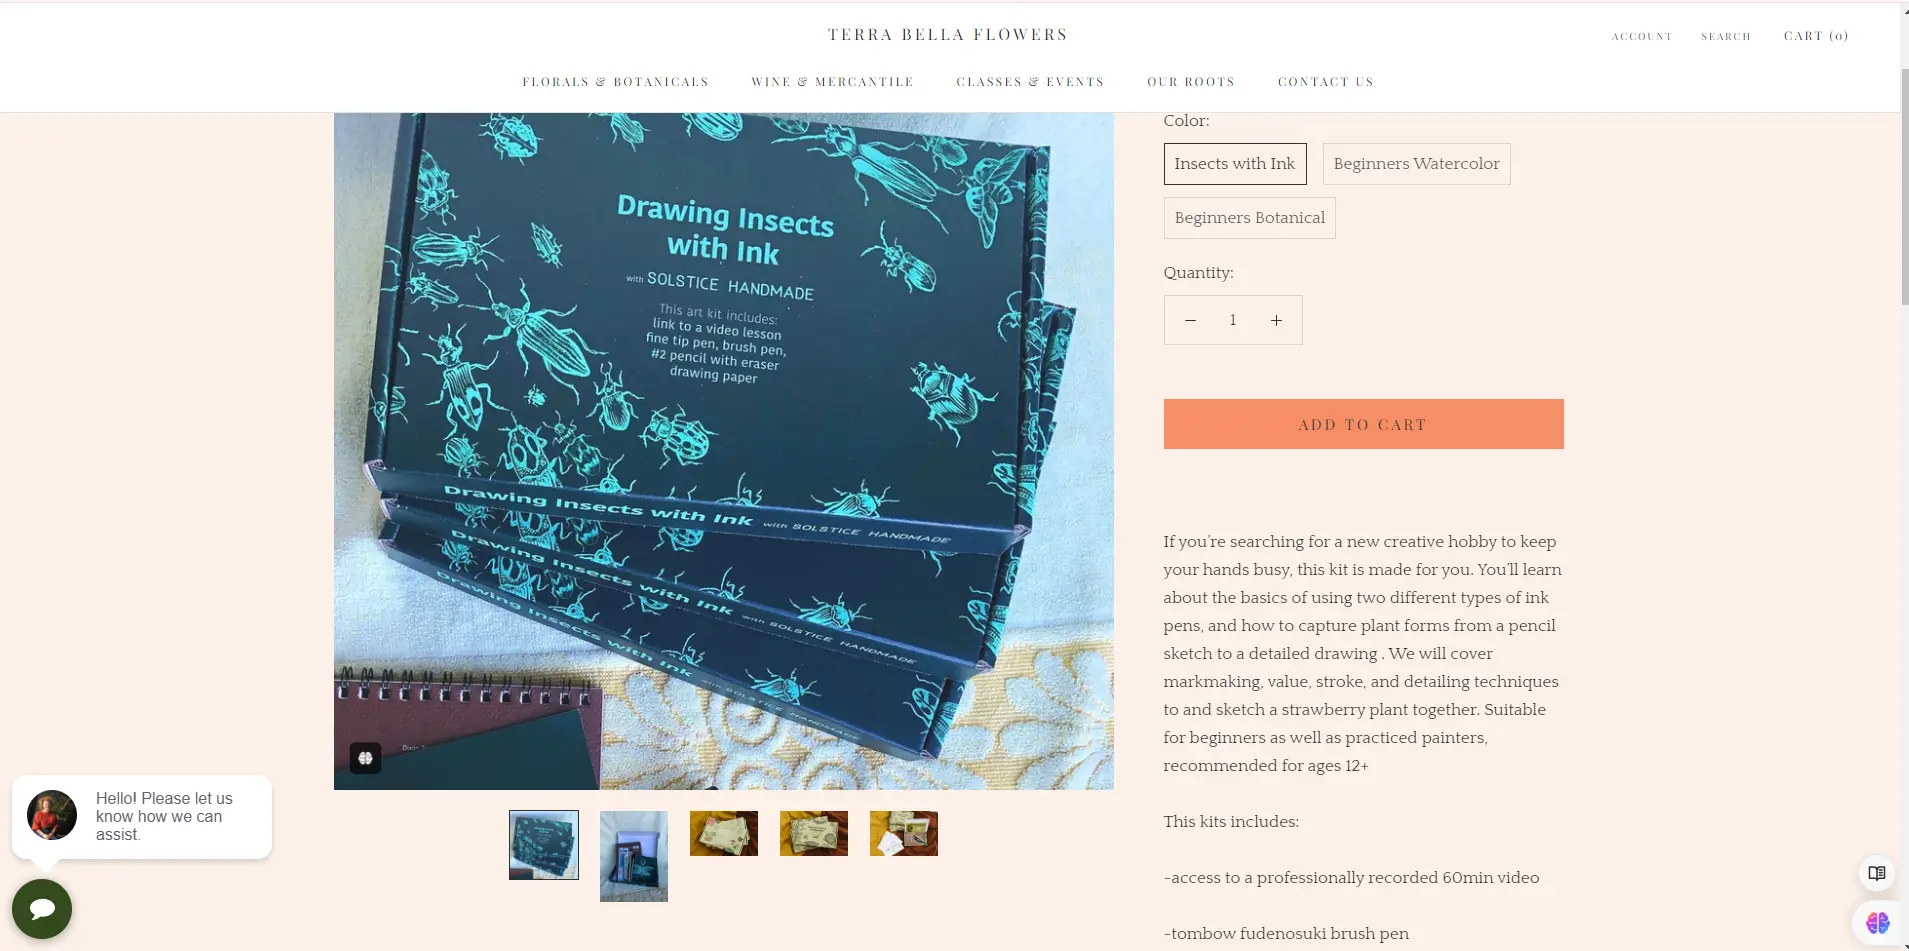 TERRA BELLA FLOWERS
ACCOUNT
SEARCH
CART (0)
FLORALS & BOTANICALS
WINE & MERCANTILE
CLASSES & EVENTS
OUR ROOTS
CONTACT US
Drawing Insects
with Ink
with SOLSTICE HANDMADE
This art kit includes:
link to a video lesson
fine tip pen, brush pen,
#2 pencil with eraser
drawing paper
Drawing Insects with Ink with SOLSTICE HANDMADE
Drawing Insects with Ink with SOLSTICE HANDMADE
Drawing Insects with Ink with SOLSTICE HANDMADE
Color:
Insects with Ink
Beginners Watercolor
Beginners Botanical
Quantity:
− 1 +
ADD TO CART
If you're searching for a new creative hobby to keep
your hands busy, this kit is made for you. You'll learn
about the basics of using two different types of ink
pens, and how to capture plant forms from a pencil
sketch to a detailed drawing . We will cover
markmaking, value, stroke, and detailing techniques
to and sketch a strawberry plant together. Suitable
for beginners as well as practiced painters,
recommended for ages 12+
This kits includes:
-access to a professionally recorded 60min video
-tombow fudenosuki brush pen
Hello! Please let us
know how we can
assist.